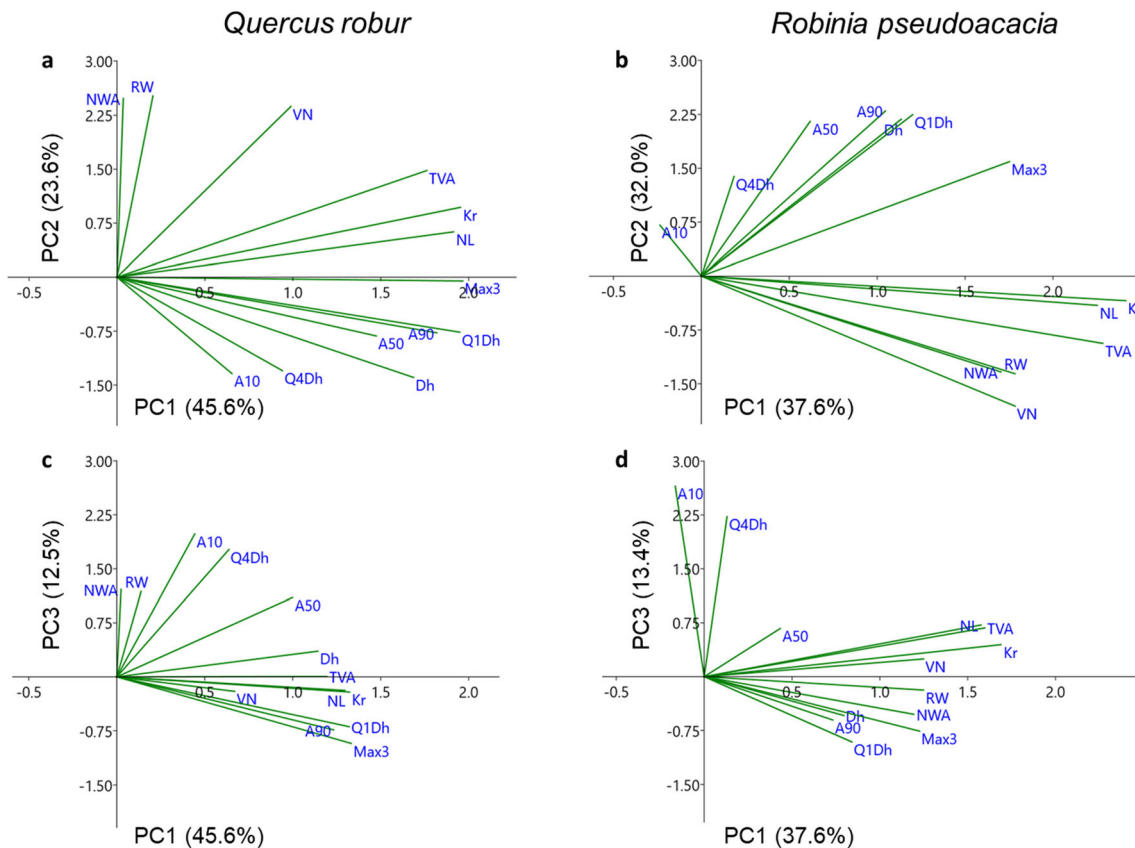 Quercus robur
Robinia pseudoacacia
a
3.00
RW
NWA
2.25
VN
1.50
TVA
0.75
Kr
NL
-0.5
0.5
1.0
1.5
2.0
Max3
-0.75
A50
A90
Q1Dh
A10
Q4Dh
Dh
-1.50
PC2 (23.6%)
PC1 (45.6%)
b
3.00
2.25
A90
A50
Dh
Q1Dh
1.50
Q4Dh
Max3
0.75
A10
-0.5
0.5
1.0
1.5
2.0
NL
-0.75
TVA
RW
NWA
-1.50
VN
PC2 (32.0%)
PC1 (37.6%)
c
3.00
2.25
A10
Q4Dh
1.50
RW
NWA
A50
0.75
Dh
TVA
-0.5
0.5
1.0
1.5
2.0
VN
NL
Kr
-0.75
A90
Q1Dh
Max3
-1.50
PC3 (12.5%)
PC1 (45.6%)
d
3.00
A10
2.25
Q4Dh
1.50
0.75
A50
NL
TVA
Kr
VN
-0.5
0.5
1.0
1.5
2.0
RW
Dh
NWA
-0.75
A90
Max3
Q1Dh
-1.50
PC3 (13.4%)
PC1 (37.6%)